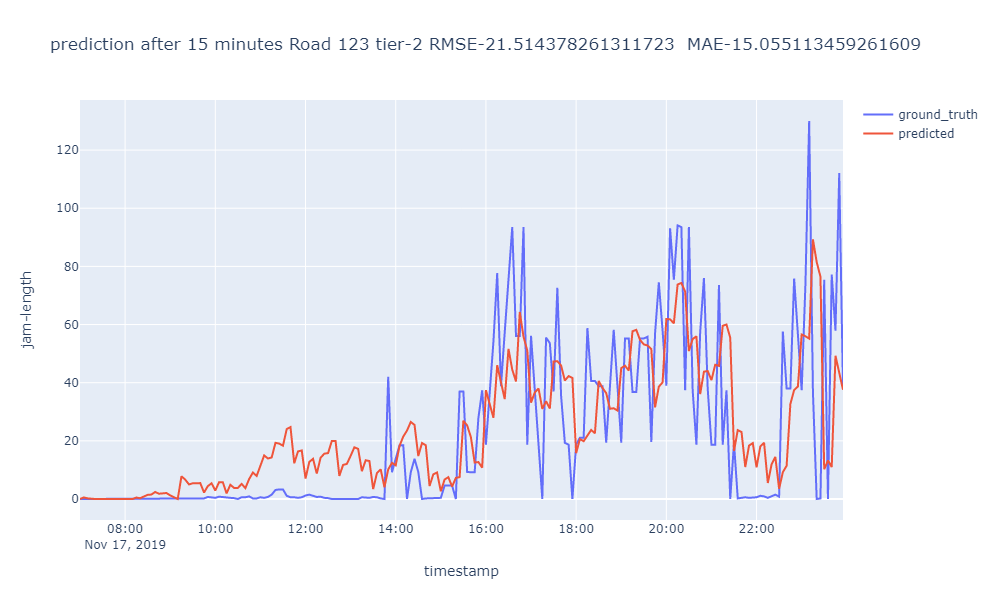 prediction after 15 minutes Road 123 tier-2 RMSE-21.514378261311723  MAE-15.055113459261609
ground_truth
predicted
120
100
80
60
40
20
0
jam-length
08:00 10:00 12:00 14:00 16:00 18:00 20:00 22:00
Nov 17, 2019
timestamp